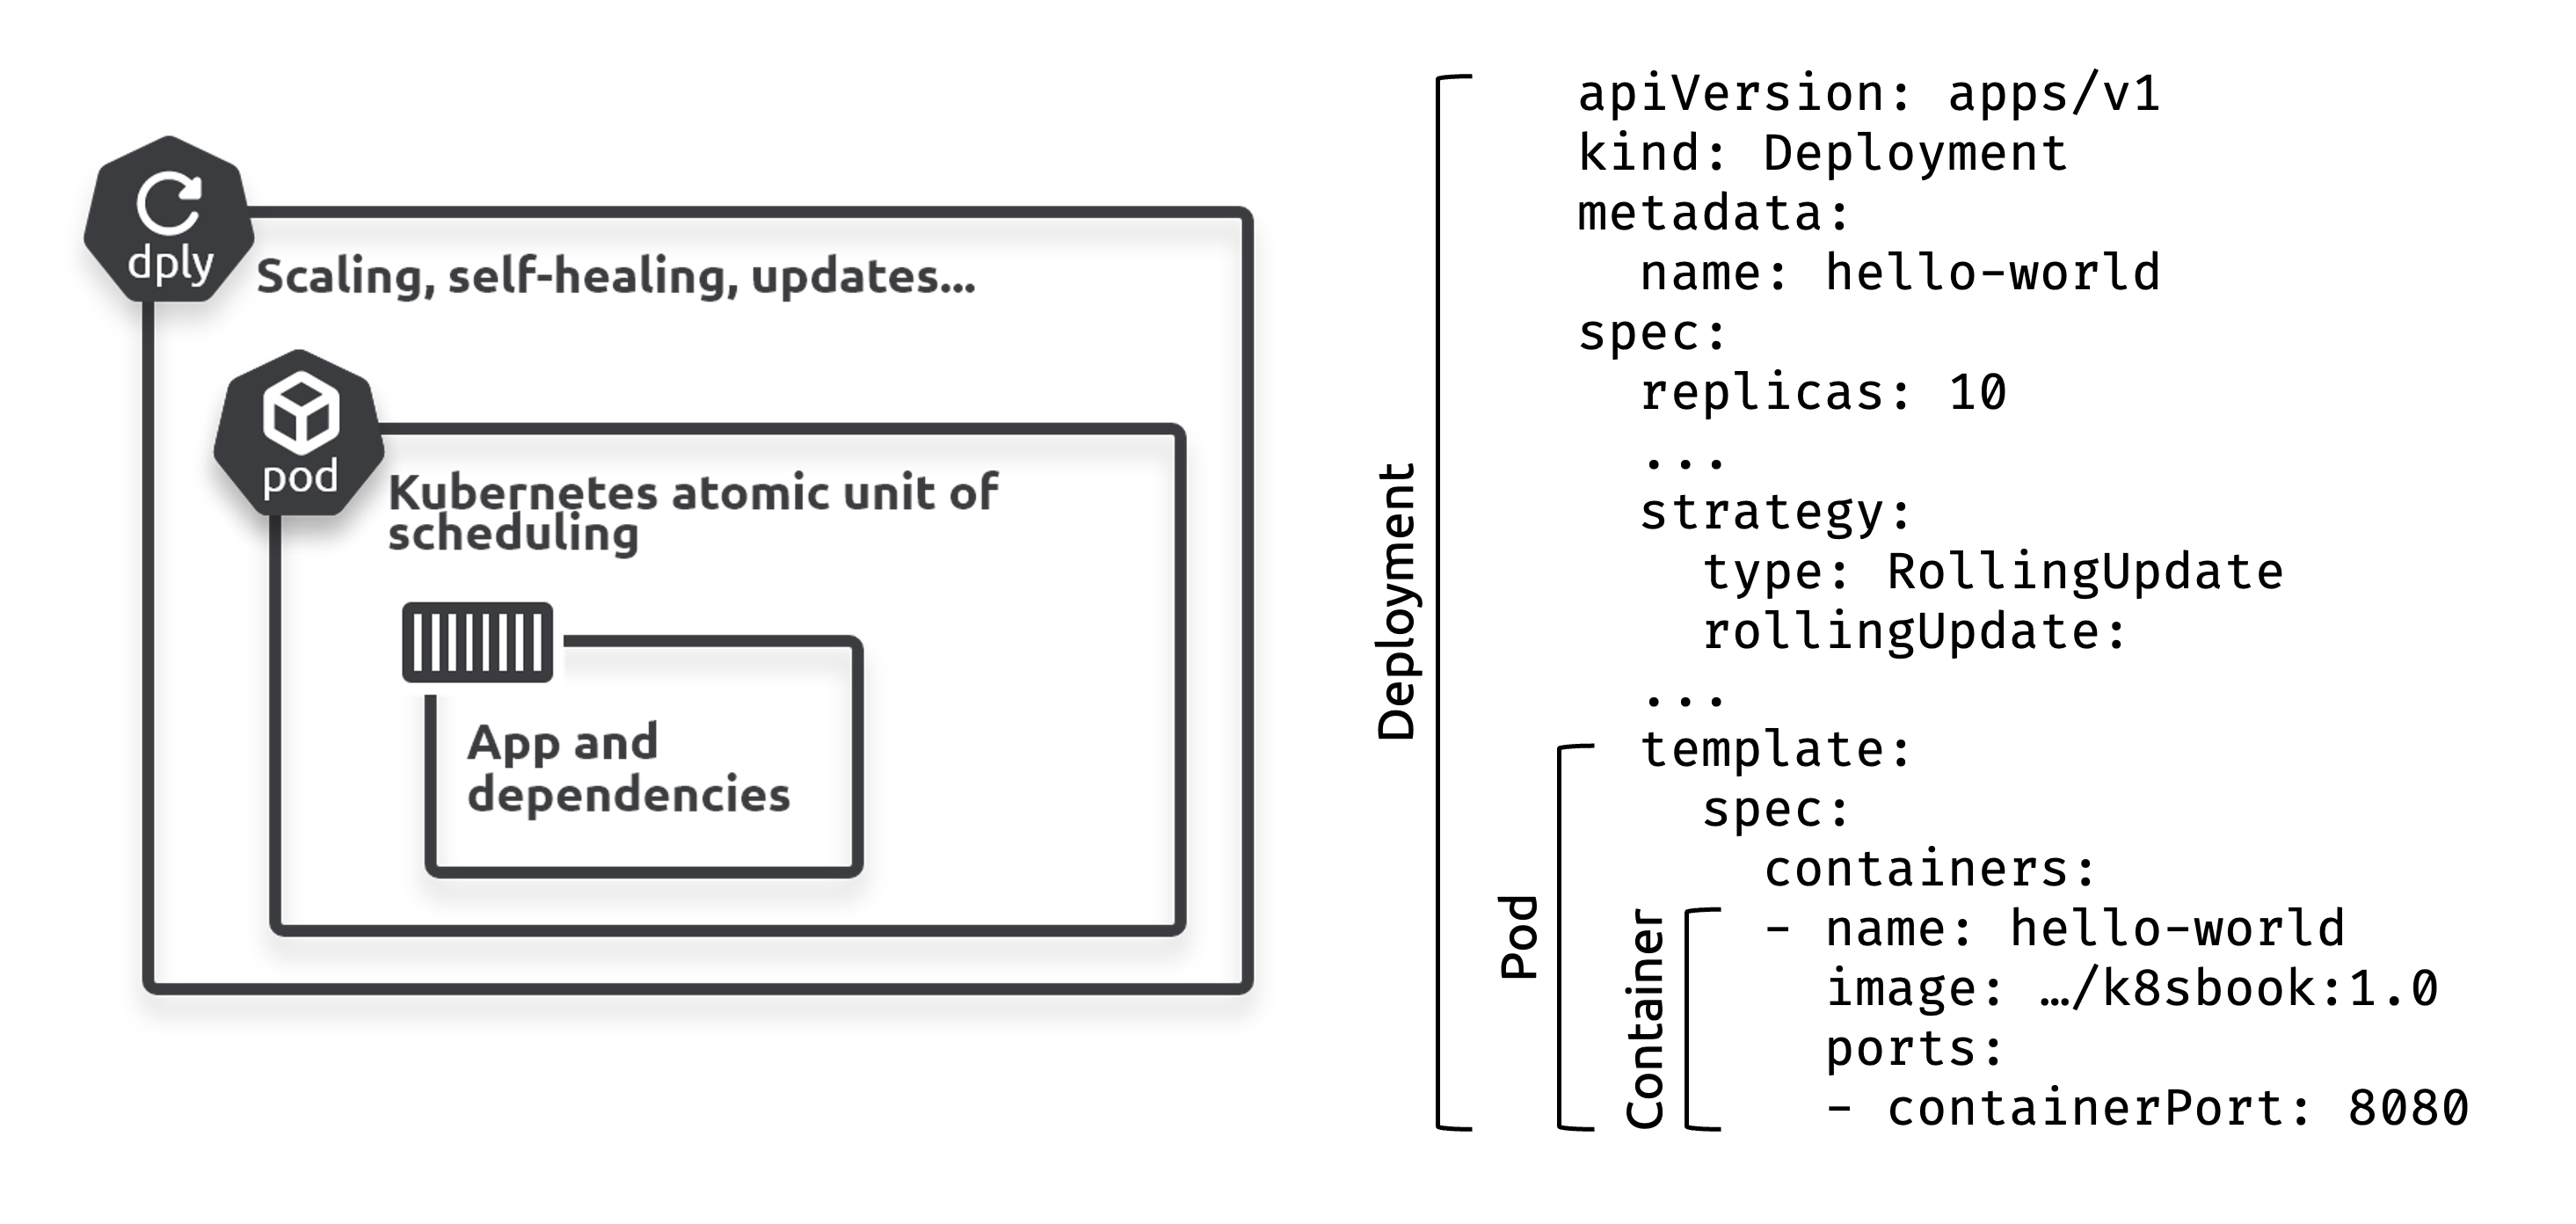 dply
Scaling, self-healing, updates...
pod
Kubernetes atomic unit of
scheduling
App and
dependencies
Deployment
Pod
Container
apiVersion: apps/v1
kind: Deployment
metadata:
  name: hello-world
spec:
  replicas: 10
  ...
  strategy:
    type: RollingUpdate
    rollingUpdate:
  ...
  template:
    spec:
      containers:
      - name: hello-world
        image: …/k8sbook:1.0
        ports:
        - containerPort: 8080